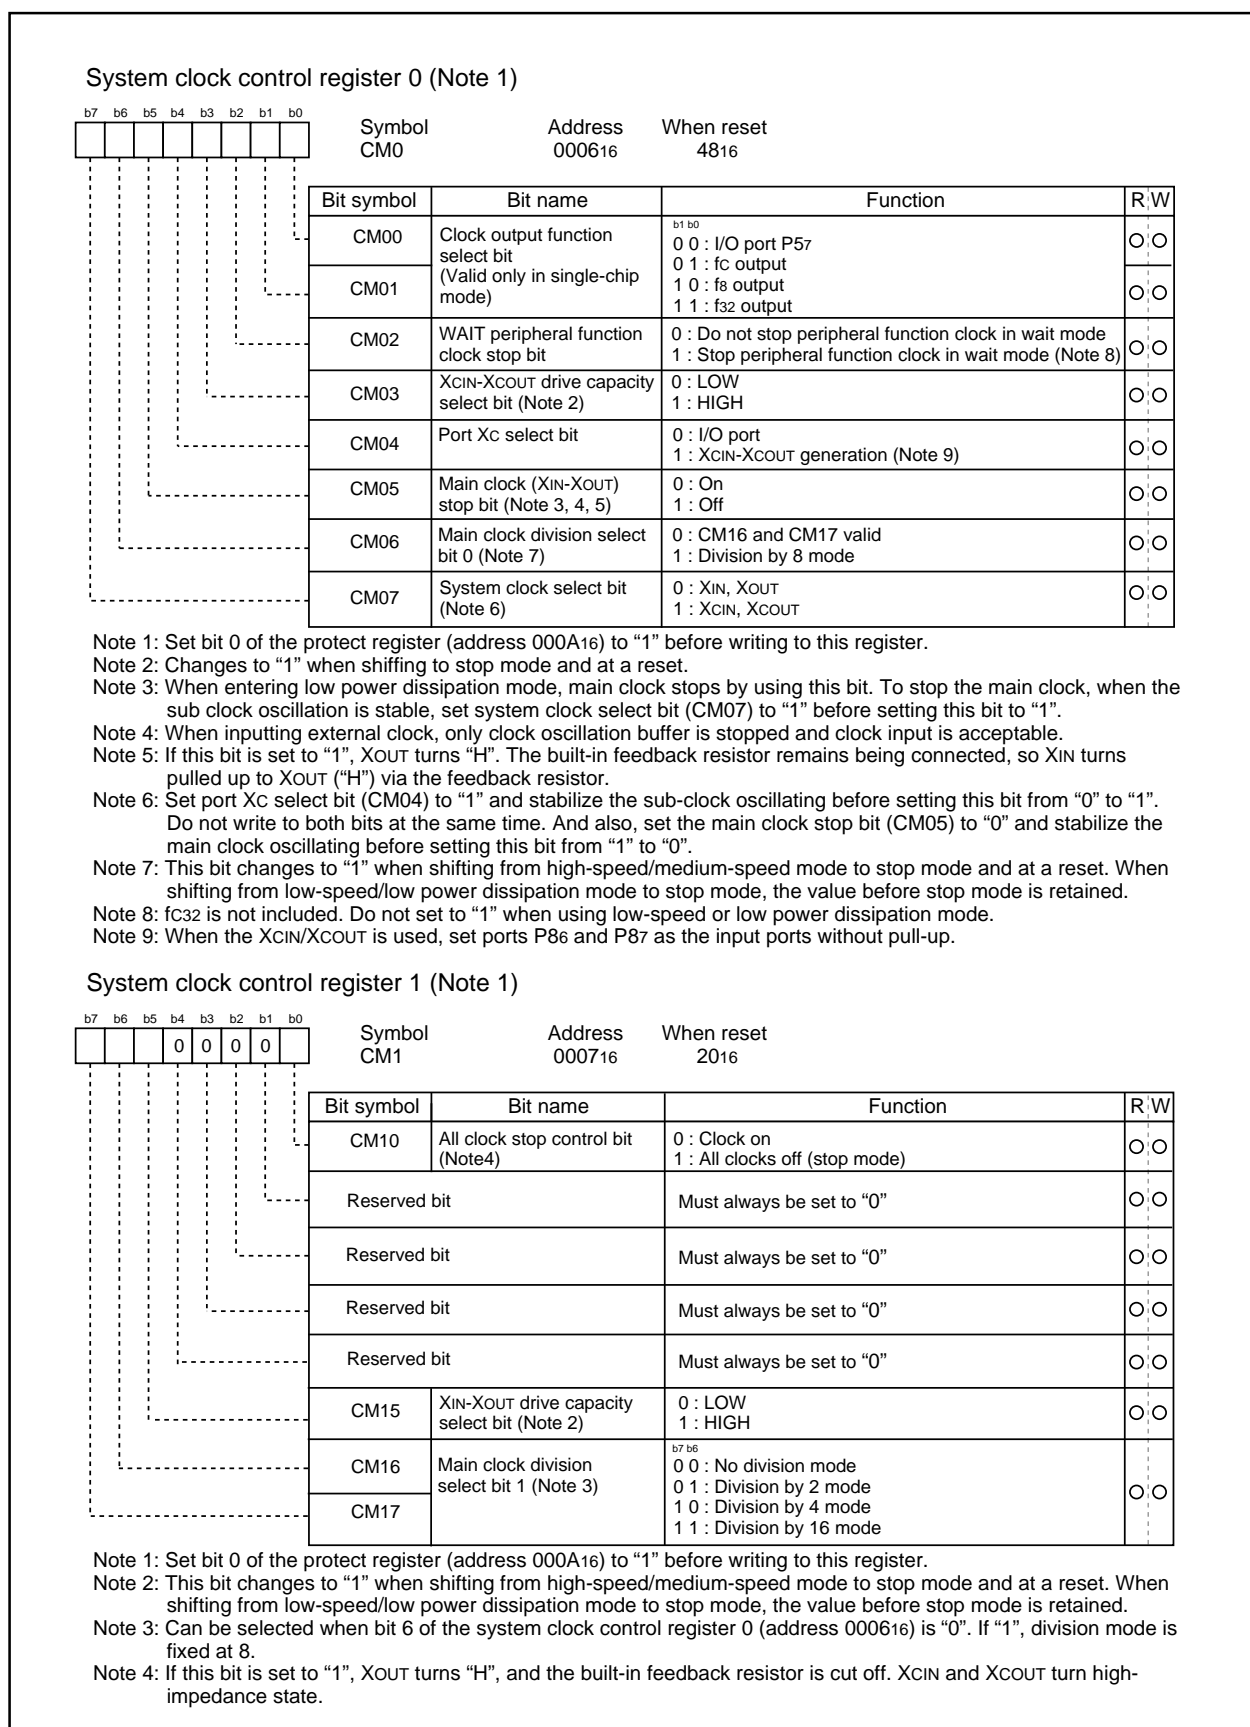 System clock control register 0 (Note 1)
b7 b6 b5 b4 b3 b2 b1 b0
Symbol Address When reset
CM0 000616 4816
Bit symbol Bit name Function R W
CM00 Clock output function select bit (Valid only in single-chip mode)
b1 b0
0 0 : I/O port P57
0 1 : fC output
CM01
1 0 : f8 output
1 1 : f32 output
CM02 WAIT peripheral function 0 : Do not stop peripheral function clock in wait mode
clock stop bit 1 : Stop peripheral function clock in wait mode (Note 8)
CM03 XCIN-XCOUT drive capacity 0 : LOW
select bit (Note 2) 1 : HIGH
CM04 Port XC select bit 0 : I/O port
1 : XCIN-XCOUT generation (Note 9)
CM05 Main clock (XIN-XOUT) 0 : On
stop bit (Note 3, 4, 5) 1 : Off
CM06 Main clock division select 0 : CM16 and CM17 valid
bit 0 (Note 7) 1 : Division by 8 mode
CM07 System clock select bit 0 : XIN, XOUT
(Note 6) 1 : XCIN, XCOUT
Note 1: Set bit 0 of the protect register (address 000A16) to “1” before writing to this register.
Note 2: Changes to “1” when shiffing to stop mode and at a reset.
Note 3: When entering low power dissipation mode, main clock stops by using this bit. To stop the main clock, when the
sub clock oscillation is stable, set system clock select bit (CM07) to “1” before setting this bit to “1”.
Note 4: When inputting external clock, only clock oscillation buffer is stopped and clock input is acceptable.
Note 5: If this bit is set to “1”, XOUT turns “H”. The built-in feedback resistor remains being connected, so XIN turns
pulled up to XOUT (“H”) via the feedback resistor.
Note 6: Set port XC select bit (CM04) to “1” and stabilize the sub-clock oscillating before setting this bit from “0” to “1”.
Do not write to both bits at the same time. And also, set the main clock stop bit (CM05) to “0” and stabilize the
main clock oscillating before setting this bit from “1” to “0”.
Note 7: This bit changes to “1” when shifting from high-speed/medium-speed mode to stop mode and at a reset. When
shifting from low-speed/low power dissipation mode to stop mode, the value before stop mode is retained.
Note 8: fC32 is not included. Do not set to “1” when using low-speed or low power dissipation mode.
Note 9: When the XCIN/XCOUT is used, set ports P86 and P87 as the input ports without pull-up.
System clock control register 1 (Note 1)
b7 b6 b5 b4 b3 b2 b1 b0
0 0 0 0
Symbol Address When reset
CM1 000716 2016
Bit symbol Bit name Function R W
CM10 All clock stop control bit 0 : Clock on
(Note4) 1 : All clocks off (stop mode)
Reserved bit Must always be set to “0”
Reserved bit Must always be set to “0”
Reserved bit Must always be set to “0”
Reserved bit Must always be set to “0”
CM15 XIN-XOUT drive capacity 0 : LOW
select bit (Note 2) 1 : HIGH
b7 b6
CM16 Main clock division 0 0 : No division mode
select bit 1 (Note 3) 0 1 : Division by 2 mode
CM17 1 0 : Division by 4 mode
1 1 : Division by 16 mode
Note 1: Set bit 0 of the protect register (address 000A16) to “1” before writing to this register.
Note 2: This bit changes to “1” when shifting from high-speed/medium-speed mode to stop mode and at a reset. When
shifting from low-speed/low power dissipation mode to stop mode, the value before stop mode is retained.
Note 3: Can be selected when bit 6 of the system clock control register 0 (address 000616) is “0”. If “1”, division mode is
fixed at 8.
Note 4: If this bit is set to “1”, XOUT turns “H”, and the built-in feedback resistor is cut off. XCIN and XCOUT turn high-
impedance state.